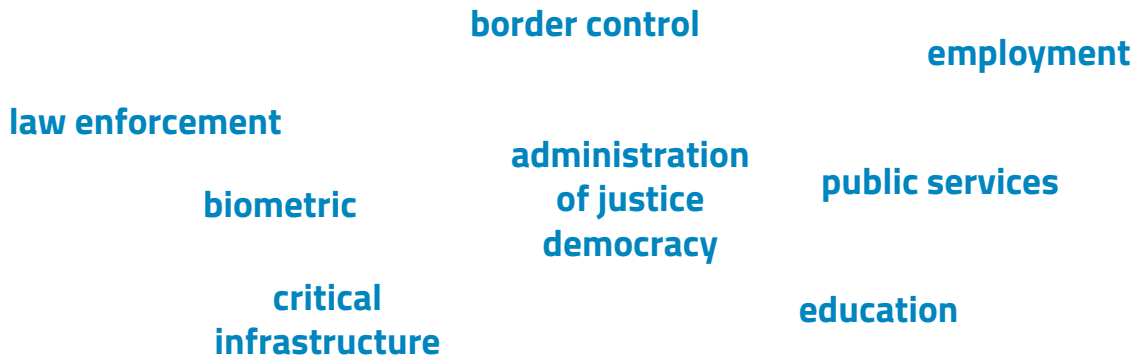 border control
employment
law enforcement
administration
of justice
democracy
public services
biometric
critical
infrastructure
education